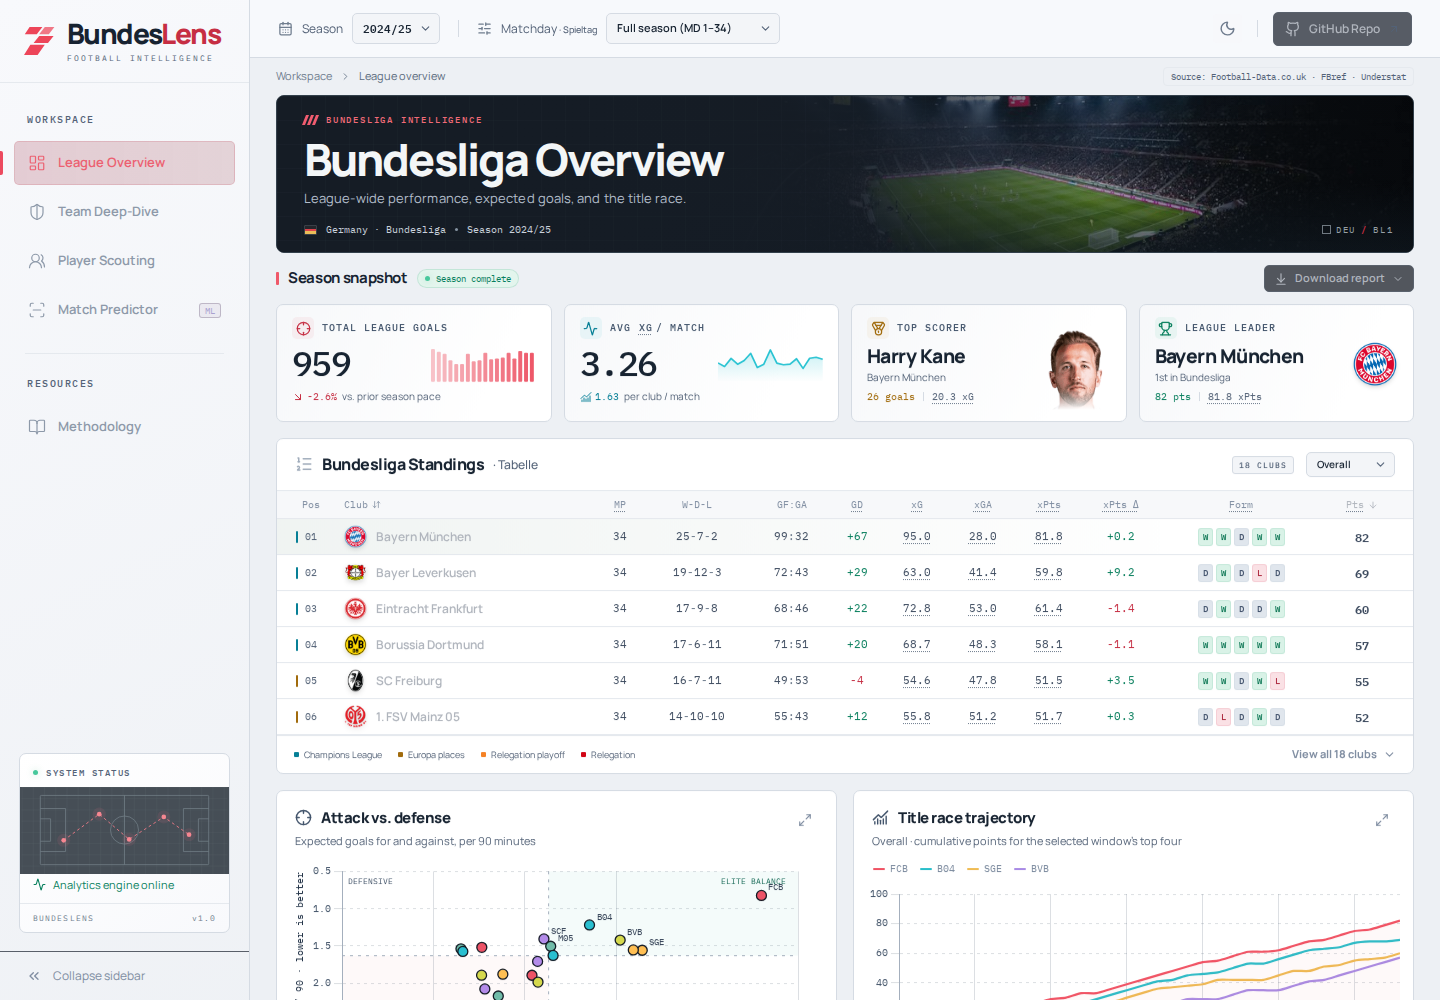 BundesLens
FOOTBALL INTELLIGENCE
WORKSPACE
League Overview
Team Deep-Dive
Player Scouting
Match Predictor ML
RESOURCES
Methodology
SYSTEM STATUS
Analytics engine online
BUNDESLENS v1.0
Collapse sidebar
Season 2024/25 Matchday · Spieltag Full season (MD 1–34) GitHub Repo
Workspace > League overview Source: Football-Data.co.uk · FBref · Understat
BUNDESLIGA INTELLIGENCE
Bundesliga Overview
League-wide performance, expected goals, and the title race.
Germany · Bundesliga • Season 2024/25 DEU / BL1
Season snapshot Season complete Download report
TOTAL LEAGUE GOALS
959
-2.6% vs. prior season pace
AVG XG / MATCH
3.26
1.63 per club / match
TOP SCORER
Harry Kane
Bayern München
26 goals | 20.3 xG
LEAGUE LEADER
Bayern München
1st in Bundesliga
82 pts | 81.8 xPts
Bundesliga Standings · Tabelle 18 CLUBS Overall
Pos Club MP W-D-L GF:GA GD xG xGA xPts xPts Δ Form Pts ↓
01 Bayern München 34 25-7-2 99:32 +67 95.0 28.0 81.8 +0.2 W W D W W 82
02 Bayer Leverkusen 34 19-12-3 72:43 +29 63.0 41.4 59.8 +9.2 D W D L D 69
03 Eintracht Frankfurt 34 17-9-8 68:46 +22 72.8 53.0 61.4 -1.4 D W D D W 60
04 Borussia Dortmund 34 17-6-11 71:51 +20 68.7 48.3 58.1 -1.1 W W W W W 57
05 SC Freiburg 34 16-7-11 49:53 -4 54.6 47.8 51.5 +3.5 W W D W L 55
06 1. FSV Mainz 05 34 14-10-10 55:43 +12 55.8 51.2 51.7 +0.3 D L D W D 52
Champions League Europa places Relegation playoff Relegation View all 18 clubs
Attack vs. defense
Expected goals for and against, per 90 minutes
0.5
1.0
1.5
2.0
90 · lower is better
DEFENSIVE ELITE BALANCE
FCB
B04
SCF
M05
BVB
SGE
Title race trajectory
Overall · cumulative points for the selected window's top four
FCB B04 SGE BVB
100
80
60
40